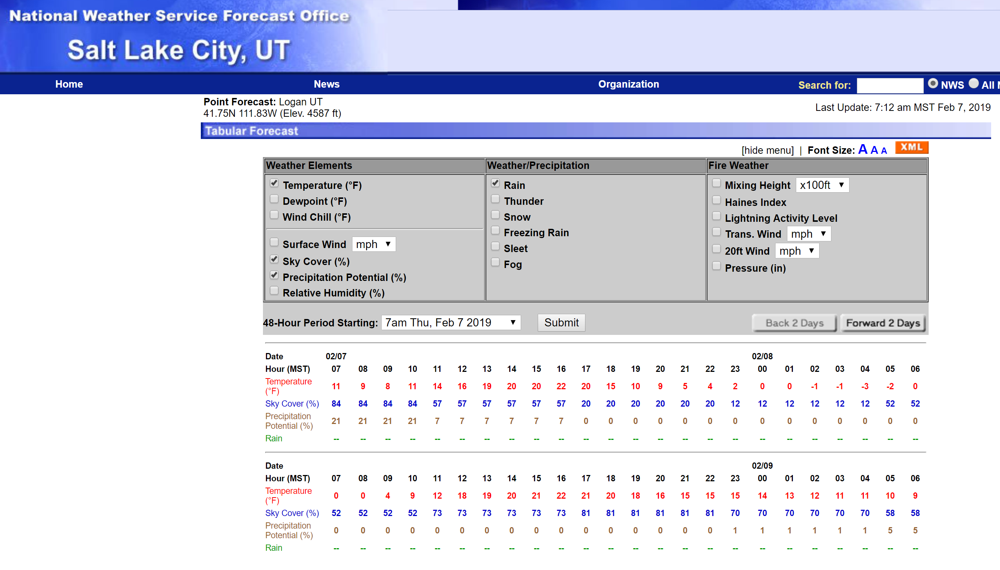 National Weather Service Forecast Office
Salt Lake City, UT
Home News Organization Search for: NWS All
Point Forecast: Logan UT
41.75N 111.83W (Elev. 4587 ft)
Last Update: 7:12 am MST Feb 7, 2019
Tabular Forecast
[hide menu] | Font Size: A A A XML
Weather Elements Weather/Precipitation Fire Weather
Temperature (°F) Rain Mixing Height x100ft
Dewpoint (°F) Thunder Haines Index
Wind Chill (°F) Snow Lightning Activity Level
Freezing Rain Trans. Wind mph
Surface Wind mph Sleet 20ft Wind mph
Sky Cover (%) Fog Pressure (in)
Precipitation Potential (%)
Relative Humidity (%)
48-Hour Period Starting: 7am Thu, Feb 7 2019 Submit Back 2 Days Forward 2 Days
Date 02/07 02/08
Hour (MST) 07 08 09 10 11 12 13 14 15 16 17 18 19 20 21 22 23 00 01 02 03 04 05 06
Temperature
(°F) 11 9 8 11 14 16 19 20 20 22 20 15 10 9 5 4 2 0 0 -1 -1 -3 -2 0
Sky Cover (%) 84 84 84 84 57 57 57 57 57 57 20 20 20 20 20 20 12 12 12 12 12 12 52 52
Precipitation
Potential (%) 21 21 21 21 7 7 7 7 7 7 0 0 0 0 0 0 0 0 0 0 0 0 0 0
Rain -- -- -- -- -- -- -- -- -- -- -- -- -- -- -- -- -- -- -- -- -- -- -- --
Date 02/09
Hour (MST) 07 08 09 10 11 12 13 14 15 16 17 18 19 20 21 22 23 00 01 02 03 04 05 06
Temperature
(°F) 0 0 4 9 12 18 19 20 21 22 21 20 18 16 15 15 15 14 13 12 11 11 10 9
Sky Cover (%) 52 52 52 52 73 73 73 73 73 73 81 81 81 81 81 81 70 70 70 70 70 70 58 58
Precipitation
Potential (%) 0 0 0 0 0 0 0 0 0 0 0 0 0 0 0 0 1 1 1 1 1 1 5 5
Rain -- -- -- -- -- -- -- -- -- -- -- -- -- -- -- -- -- -- -- -- -- -- -- --